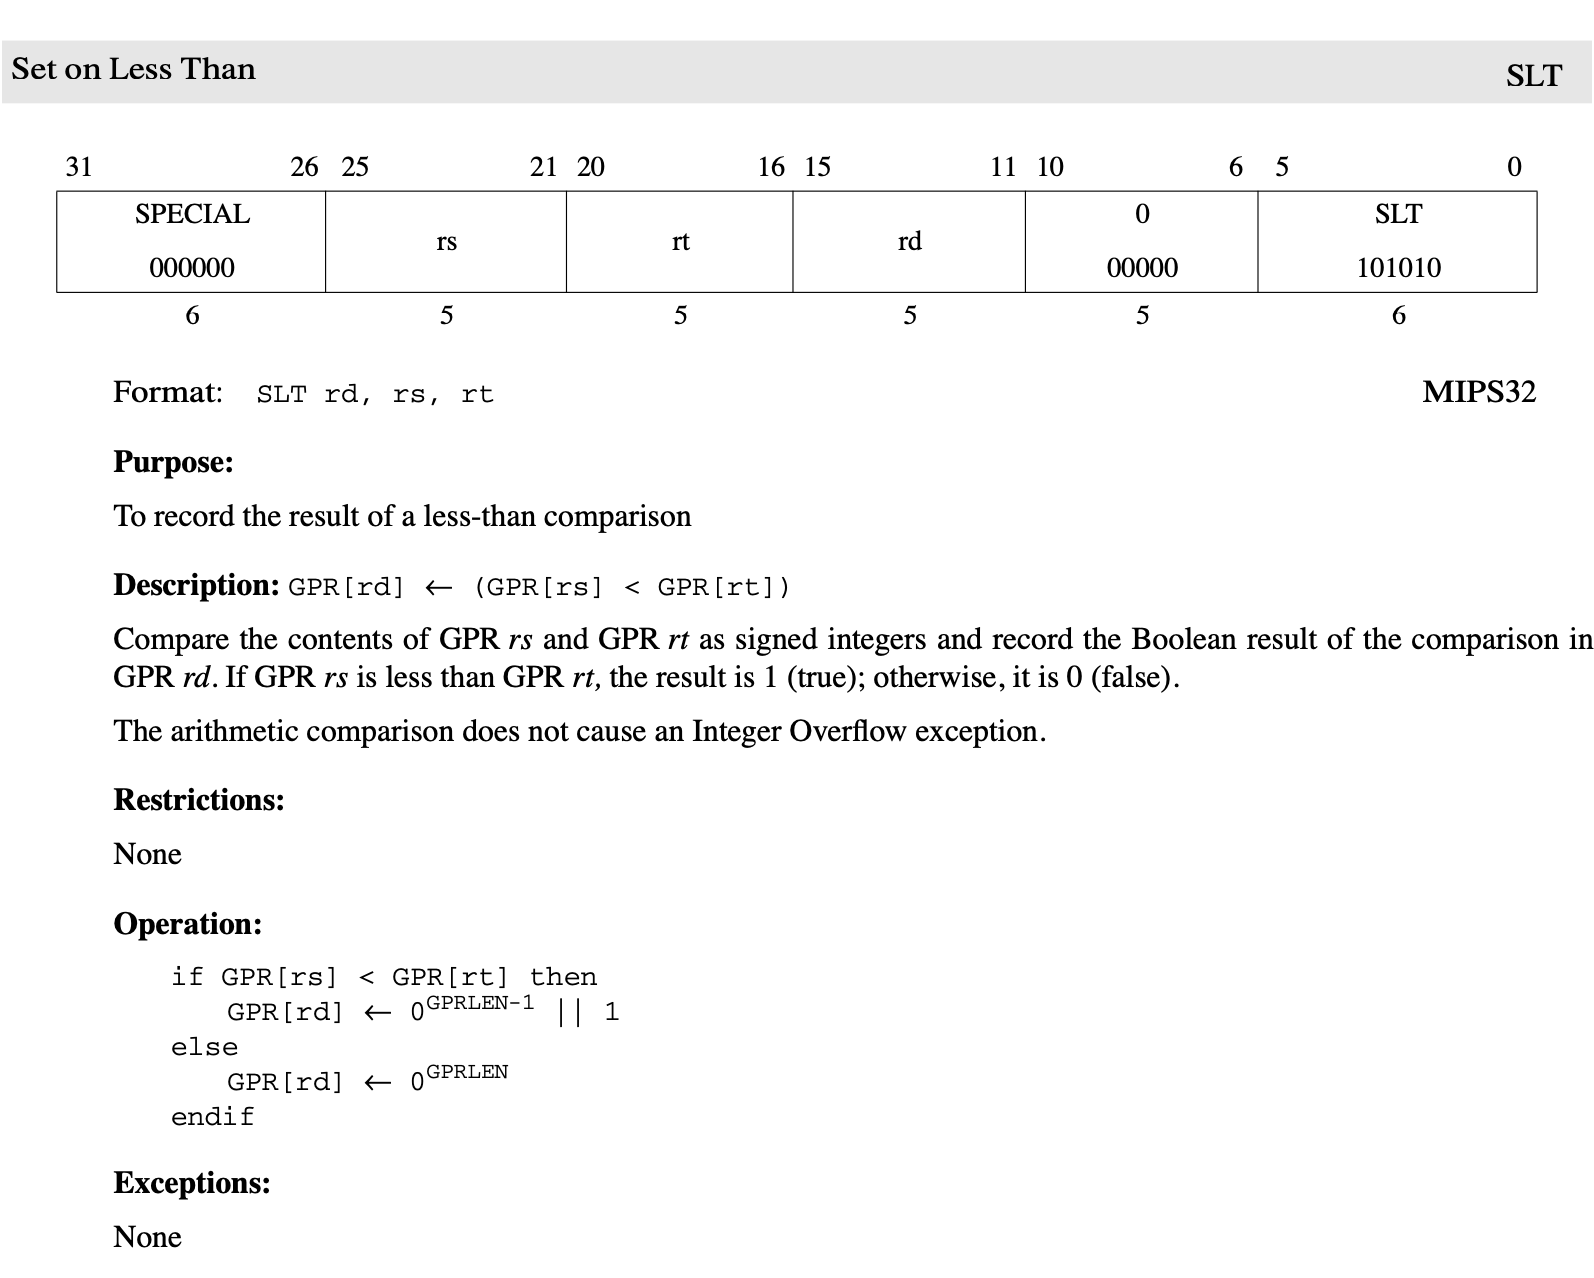 Set on Less Than SLT
31 26 25 21 20 16 15 11 10 6 5 0
SPECIAL 0 SLT
rs rt rd
000000 00000 101010
6 5 5 5 5 6
Format: SLT rd, rs, rt MIPS32
Purpose:
To record the result of a less-than comparison
Description: GPR[rd] ← (GPR[rs] < GPR[rt])
Compare the contents of GPR rs and GPR rt as signed integers and record the Boolean result of the comparison in
GPR rd. If GPR rs is less than GPR rt, the result is 1 (true); otherwise, it is 0 (false).
The arithmetic comparison does not cause an Integer Overflow exception.
Restrictions:
None
Operation:
if GPR[rs] < GPR[rt] then
GPR[rd] ← 0^GPRLEN-1 || 1
else
GPR[rd] ← 0^GPRLEN
endif
Exceptions:
None